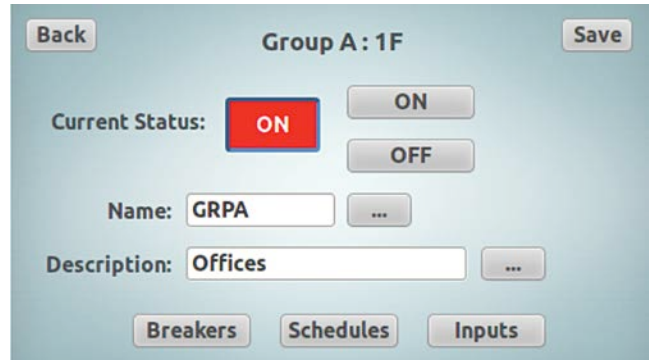 Back Group A : 1F Save
ON
Current Status: ON
OFF
Name: GRPA ...
Description: Offices ...
Breakers Schedules Inputs